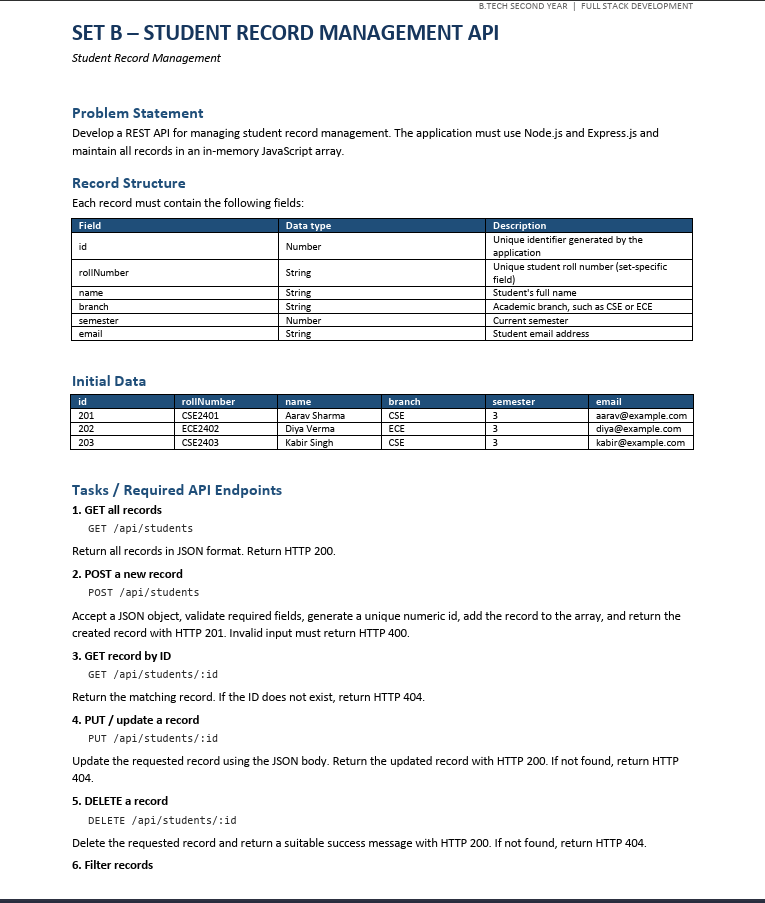 B.TECH SECOND YEAR | FULL STACK DEVELOPMENT
SET B – STUDENT RECORD MANAGEMENT API
Student Record Management
Problem Statement
Develop a REST API for managing student record management. The application must use Node.js and Express.js and
maintain all records in an in-memory JavaScript array.
Record Structure
Each record must contain the following fields:
Field Data type Description
id Number Unique identifier generated by the
application
rollNumber String Unique student roll number (set-specific
field)
name String Student's full name
branch String Academic branch, such as CSE or ECE
semester Number Current semester
email String Student email address
Initial Data
id rollNumber name branch semester email
201 CSE2401 Aarav Sharma CSE 3 aarav@example.com
202 ECE2402 Diya Verma ECE 3 diya@example.com
203 CSE2403 Kabir Singh CSE 3 kabir@example.com
Tasks / Required API Endpoints
1. GET all records
GET /api/students
Return all records in JSON format. Return HTTP 200.
2. POST a new record
POST /api/students
Accept a JSON object, validate required fields, generate a unique numeric id, add the record to the array, and return the
created record with HTTP 201. Invalid input must return HTTP 400.
3. GET record by ID
GET /api/students/:id
Return the matching record. If the ID does not exist, return HTTP 404.
4. PUT / update a record
PUT /api/students/:id
Update the requested record using the JSON body. Return the updated record with HTTP 200. If not found, return HTTP
404.
5. DELETE a record
DELETE /api/students/:id
Delete the requested record and return a suitable success message with HTTP 200. If not found, return HTTP 404.
6. Filter records